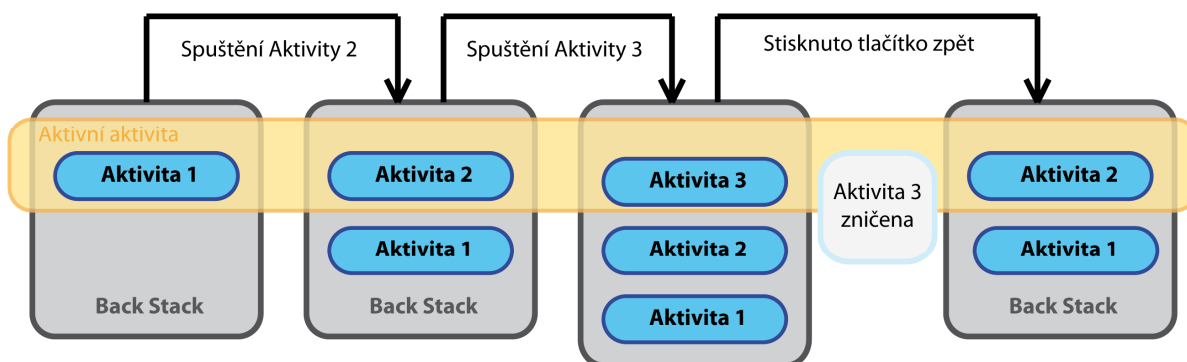 Spuštění Aktivity 2
Spuštění Aktivity 3
Stisknuto tlačítko zpět
Aktivní aktivita
Aktivita 1
Aktivita 2
Aktivita 3
Aktivita 2
Aktivita 3
zničena
Aktivita 1
Aktivita 2
Aktivita 1
Back Stack
Back Stack
Aktivita 1
Back Stack